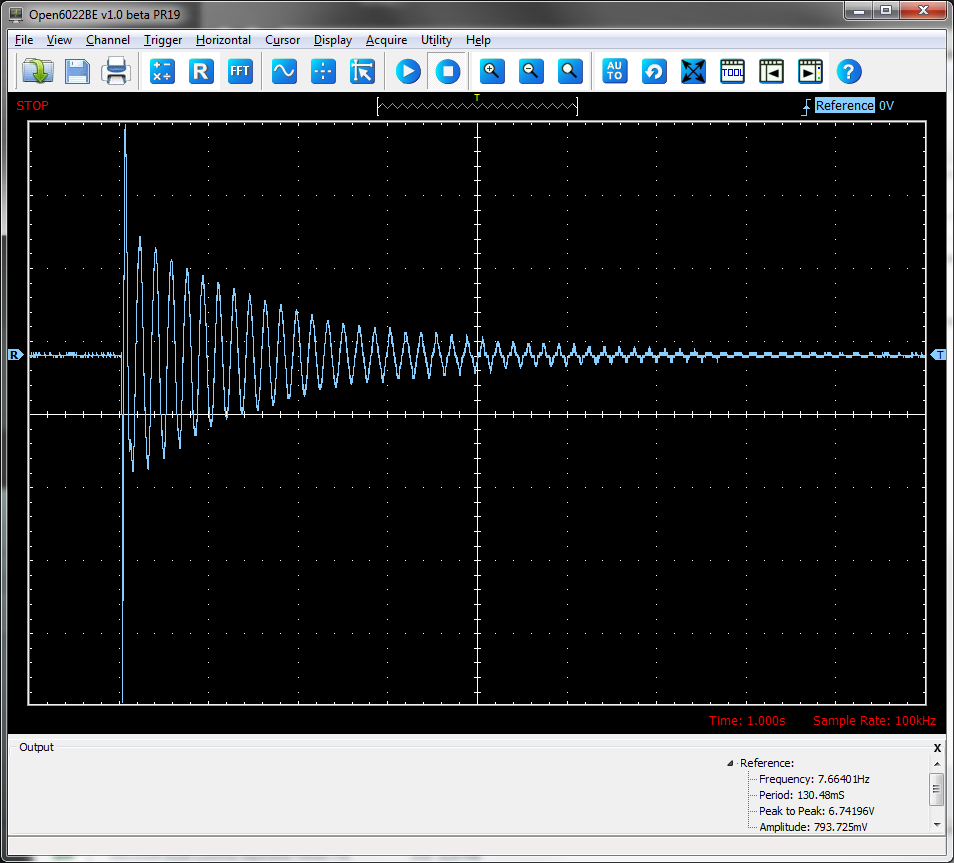 Open6022BE v1.0 beta PR19
File View Channel Trigger Horizontal Cursor Display Acquire Utility Help
R FFT AU TO TOOL ?
STOP T Reference 0V
R T
Time: 1.000s Sample Rate: 100kHz
Output X
Reference:
Frequency: 7.66401Hz
Period: 130.48mS
Peak to Peak: 6.74196V
Amplitude: 793.725mV